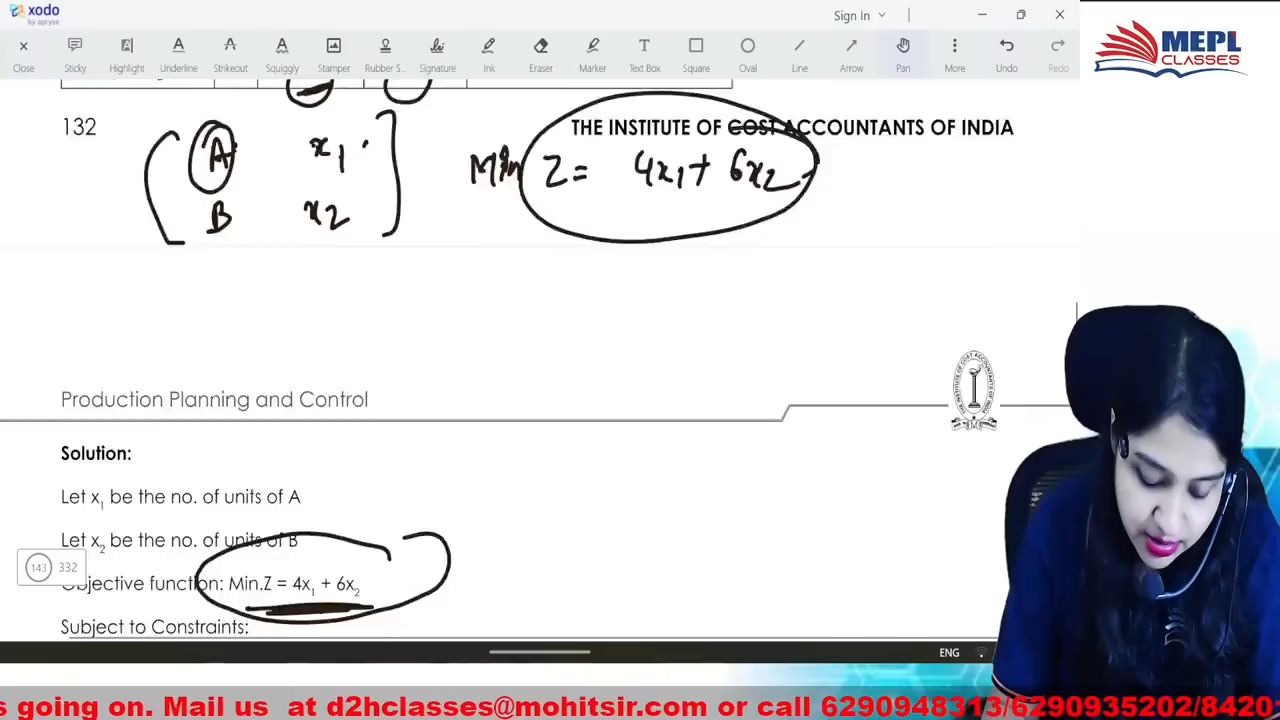 xodo
by apryse
Sign In
Close Sticky Highlight Underline Strikeout Squiggly Stamper Rubber Signature Eraser Marker Text Box Square Oval Line Arrow Pan More Undo Redo
MEPL
CLASSES
132
THE INSTITUTE OF COST ACCOUNTANTS OF INDIA
A x1
B x2
Min Z = 4x1 + 6x2
Production Planning and Control
Solution:
Let x1 be the no. of units of A
Let x2 be the no. of units of B
143 332
Objective function: Min.Z = 4x1 + 6x2
Subject to Constraints:
ENG
s going on. Mail us at d2hclasses@mohitsir.com or call 6290948313/6290935202/8420